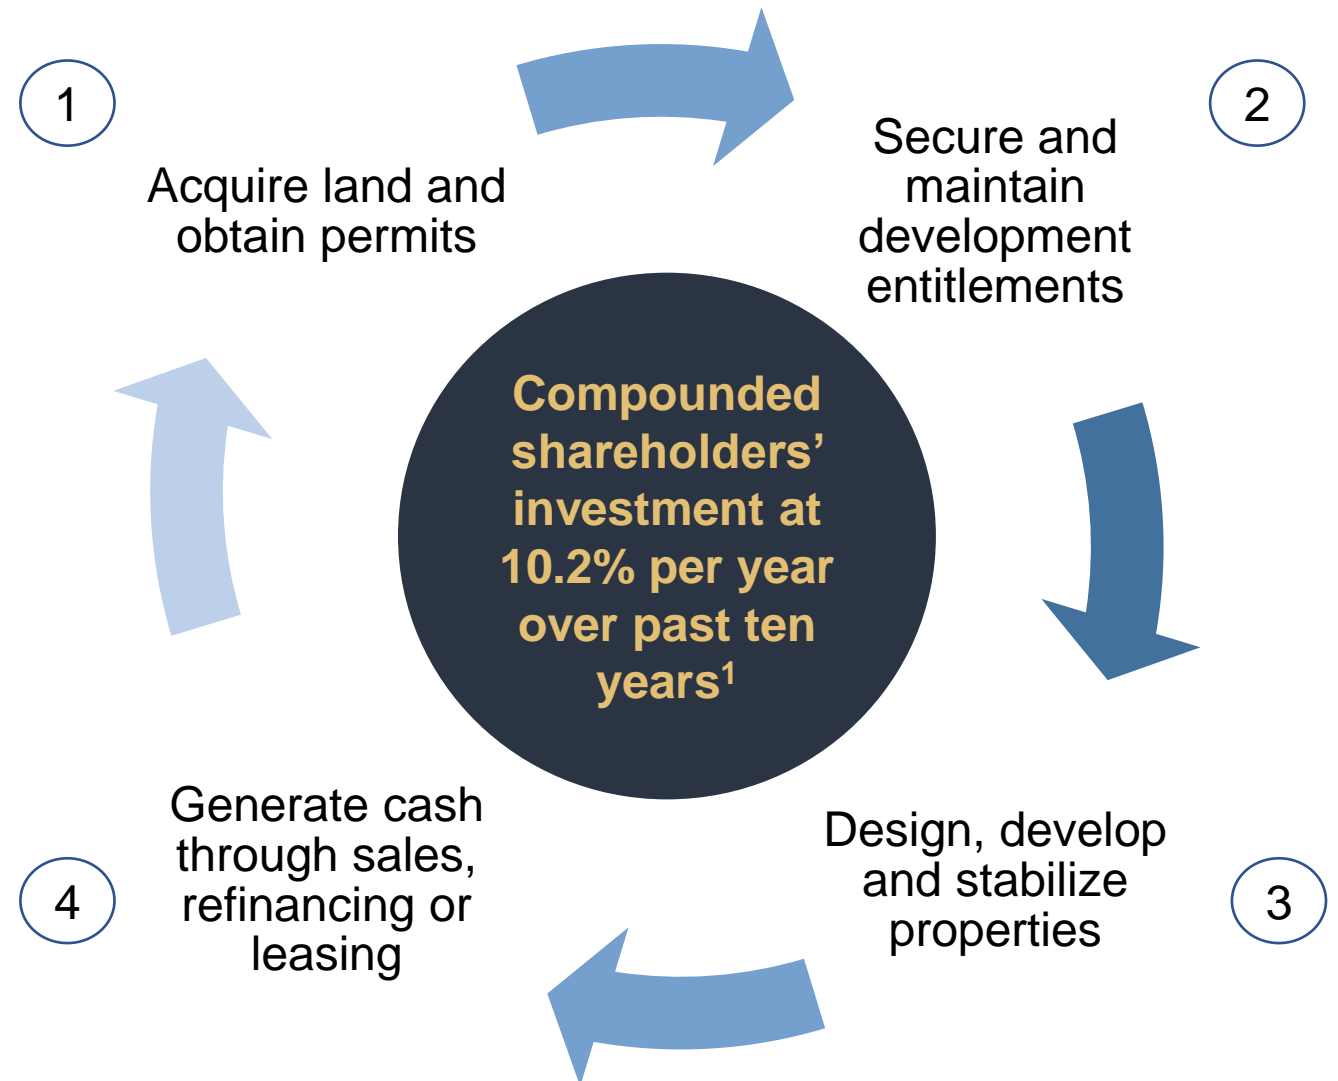 1
Acquire land and
obtain permits
2
Secure and
maintain
development
entitlements
Compounded
shareholders’
investment at
10.2% per year
over past ten
years¹
3
Design, develop
and stabilize
properties
4
Generate cash
through sales,
refinancing or
leasing